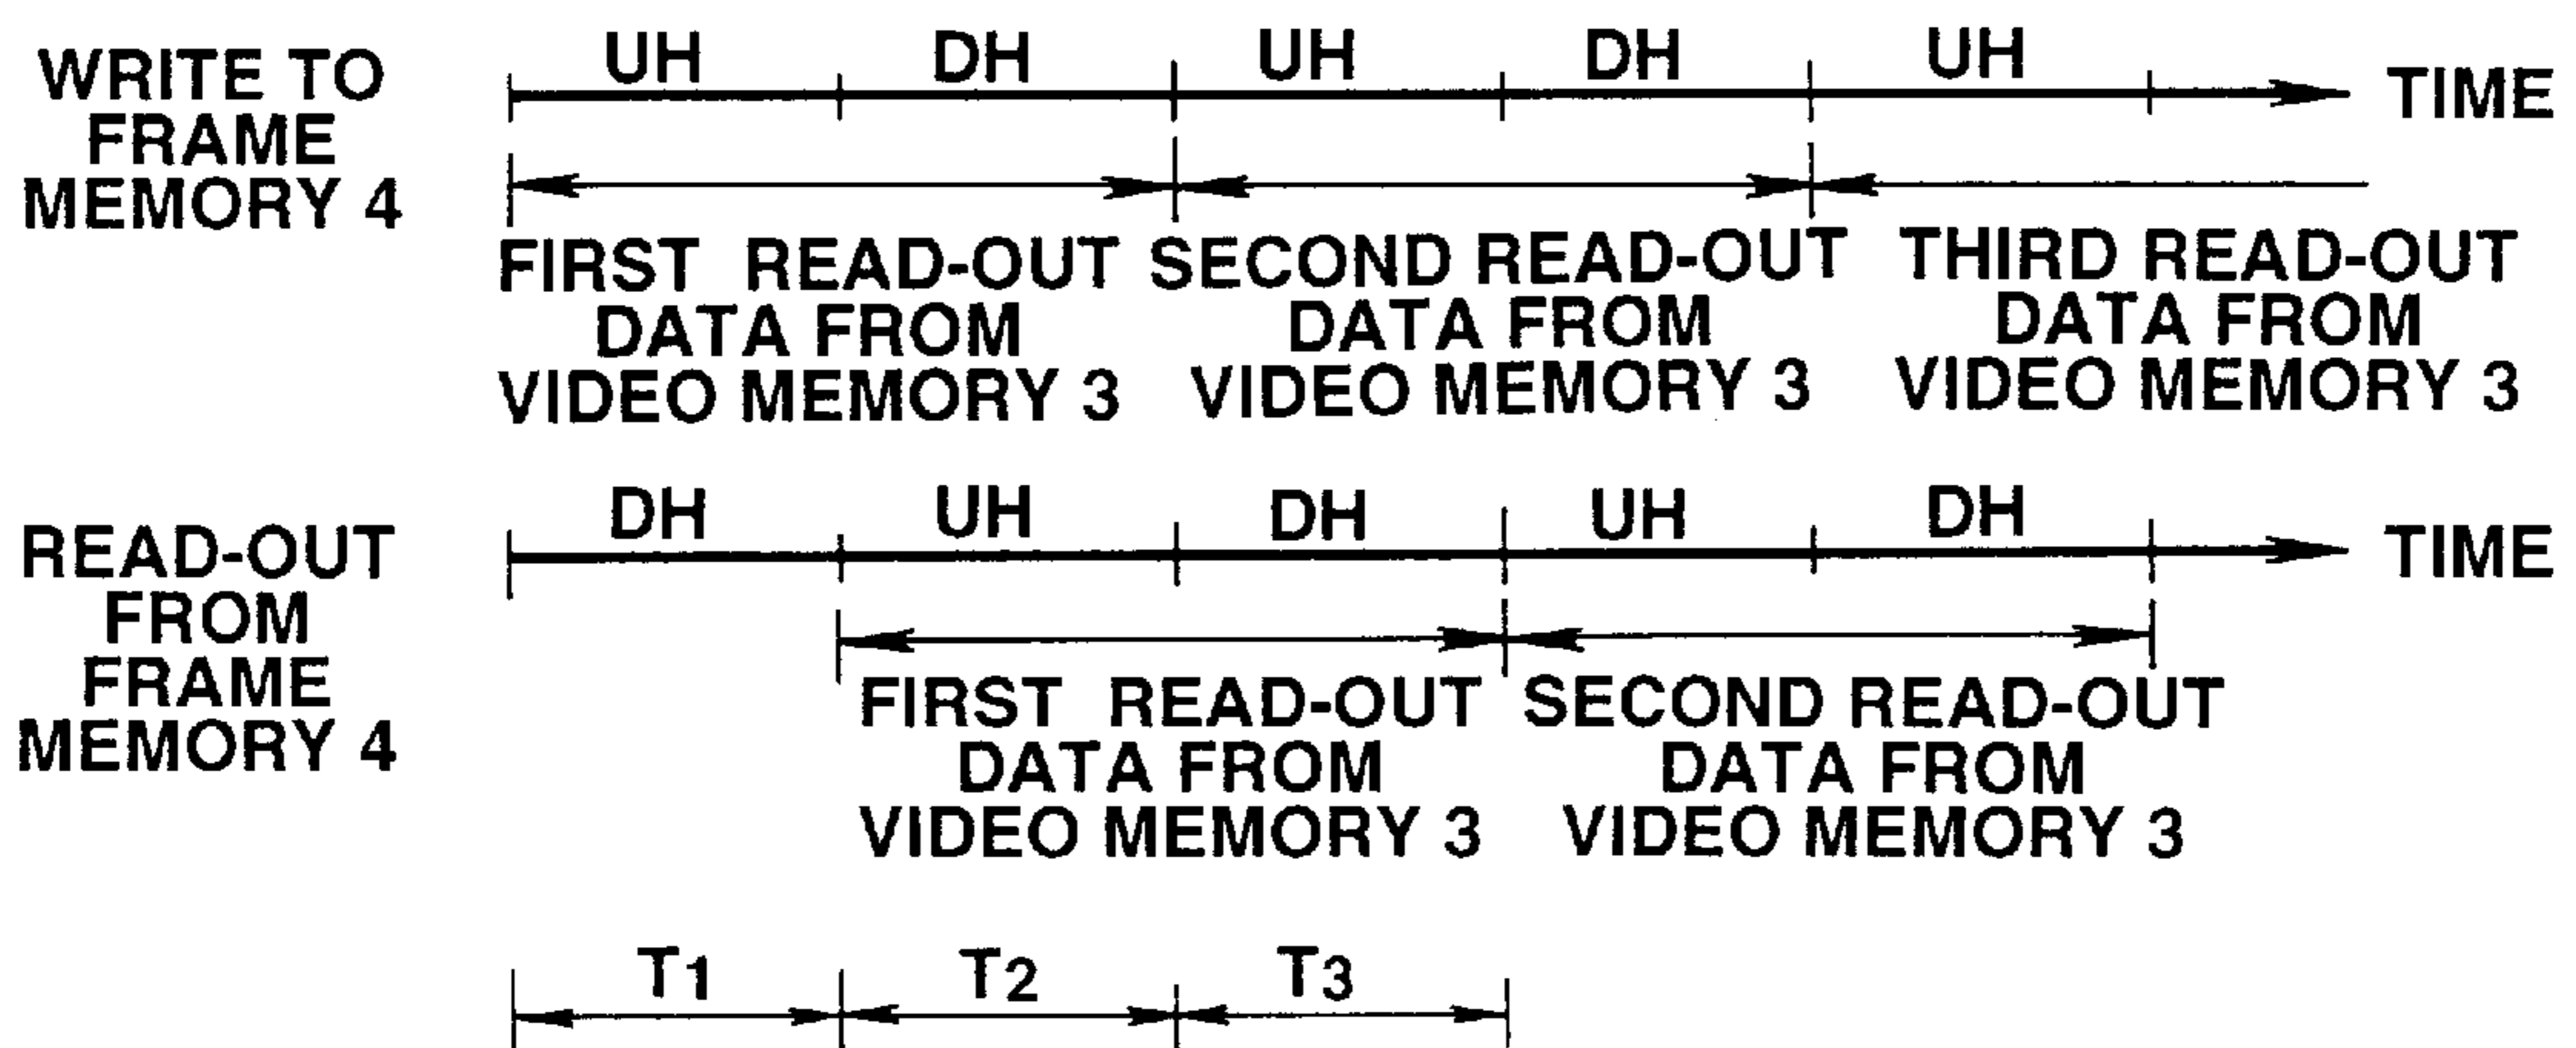 WRITE TO
FRAME
MEMORY 4
UH DH UH DH UH
TIME
FIRST READ-OUT
DATA FROM
VIDEO MEMORY 3
SECOND READ-OUT
DATA FROM
VIDEO MEMORY 3
THIRD READ-OUT
DATA FROM
VIDEO MEMORY 3
READ-OUT
FROM
FRAME
MEMORY 4
DH UH DH UH DH
TIME
FIRST READ-OUT
DATA FROM
VIDEO MEMORY 3
SECOND READ-OUT
DATA FROM
VIDEO MEMORY 3
T1 T2 T3